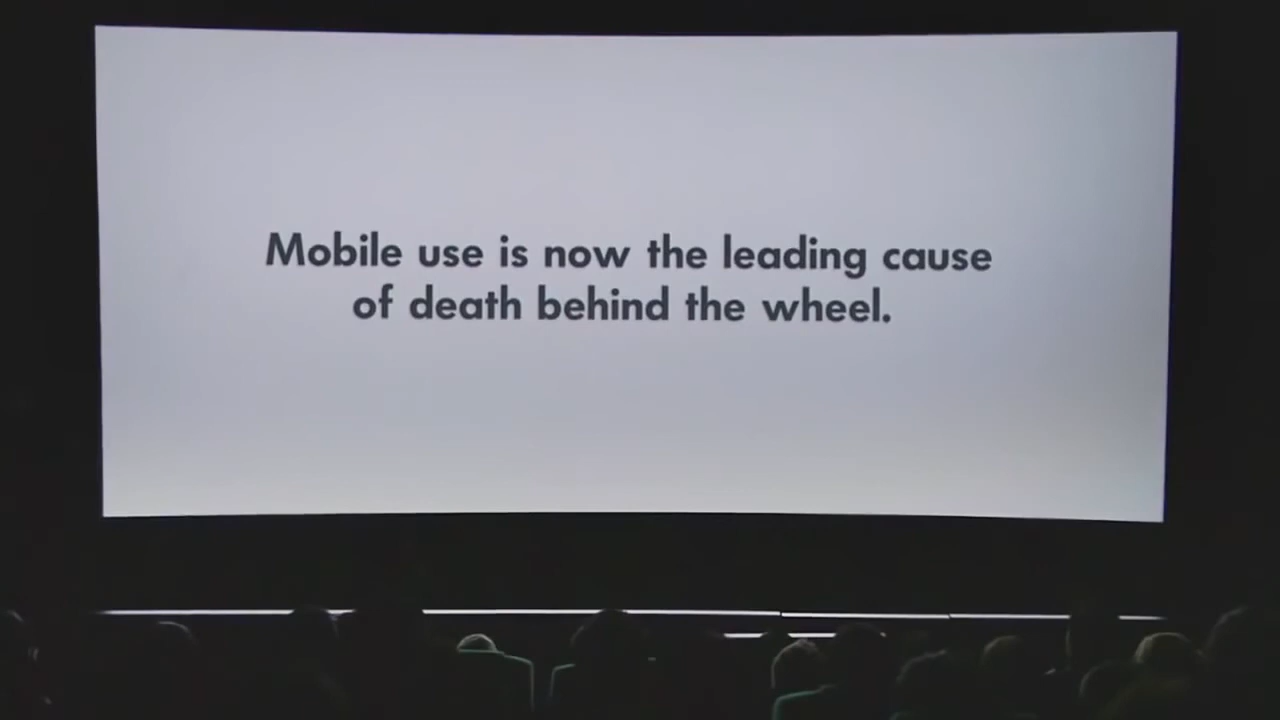 Mobile use is now the leading cause
of death behind the wheel.